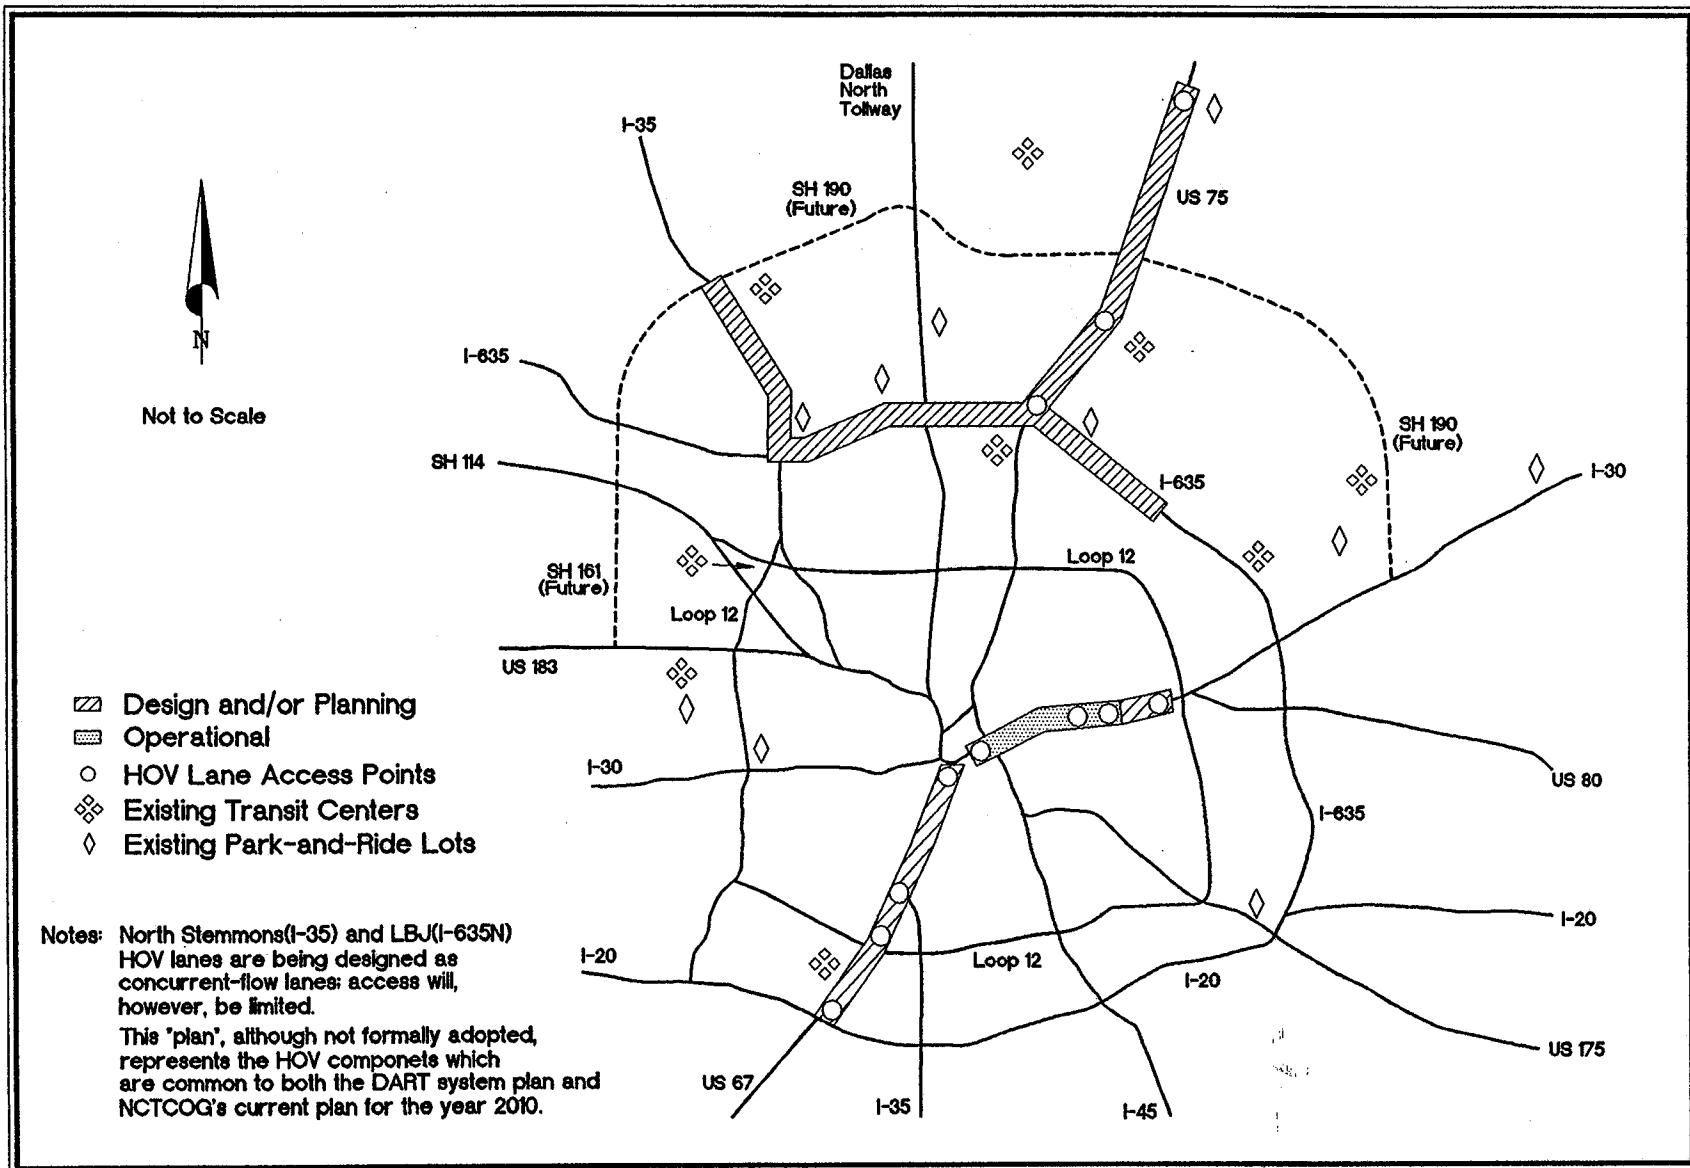 Dallas
North
Tollway
I-35
SH 190
(Future)
US 75
N
Not to Scale
I-635
SH 114
SH 190
(Future)
I-30
I-635
Loop 12
SH 161
(Future)
Loop 12
US 183
Design and/or Planning
Operational
HOV Lane Access Points
Existing Transit Centers
Existing Park-and-Ride Lots
I-30
US 80
I-635
I-20
Notes: North Stemmons(I-35) and LBJ(I-635N)
HOV lanes are being designed as
concurrent-flow lanes; access will,
however, be limited.
This "plan", although not formally adopted,
represents the HOV componets which
are common to both the DART system plan and
NCTCOG's current plan for the year 2010.
I-20
Loop 12
I-20
US 175
US 67
I-35
I-45